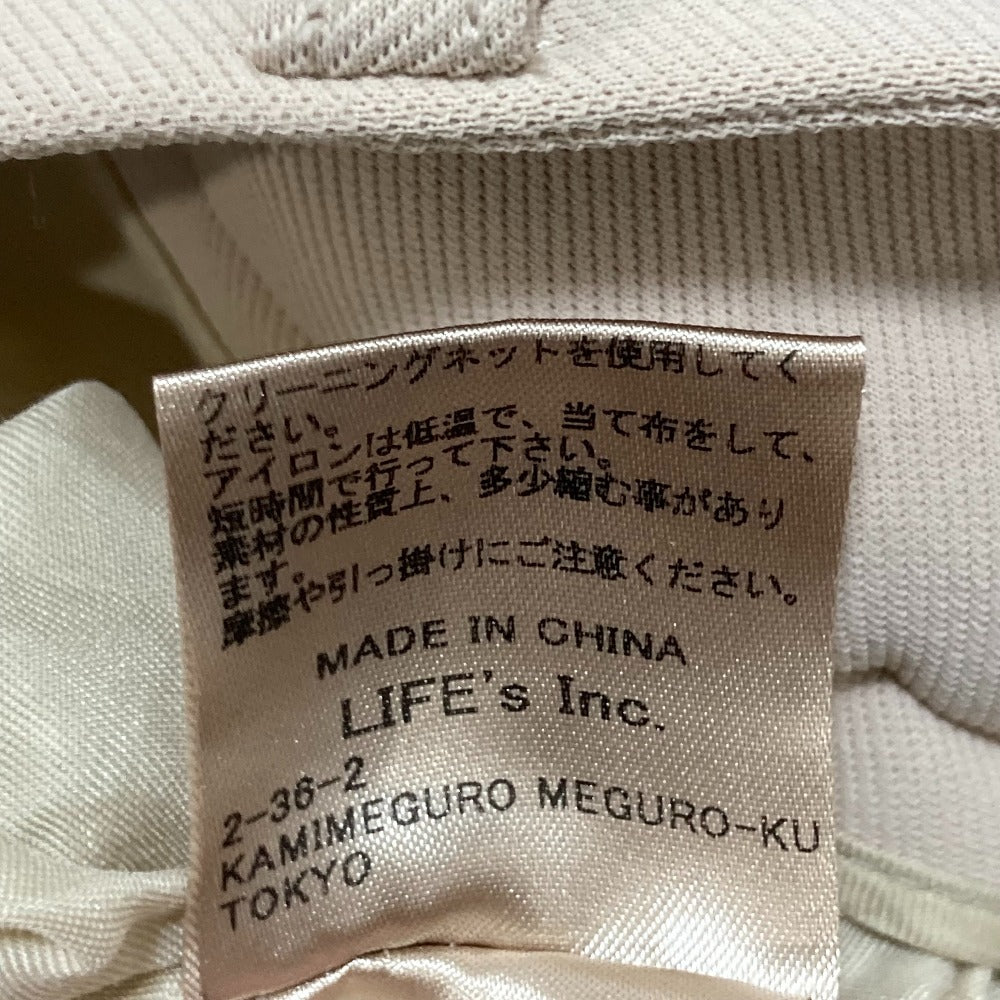 クリーニングネットを使用してく
ださい。
アイロンは低温で、当て布をして、
短時間で行って下さい。
素材の性質上、多少縮む事があり
ます。
摩擦や引っ掛けにご注意ください。
MADE IN CHINA
LIFE's Inc.
2-36-2
KAMIMEGURO MEGURO-KU
TOKYO